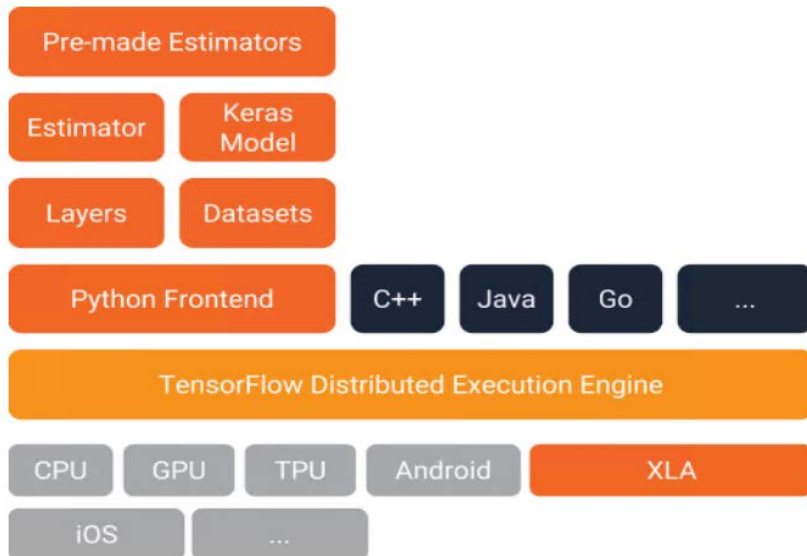 Pre-made Estimators
Estimator
Keras
Model
Layers
Datasets
Python Frontend
C++
Java
Go
...
TensorFlow Distributed Execution Engine
CPU
GPU
TPU
Android
XLA
iOS
...